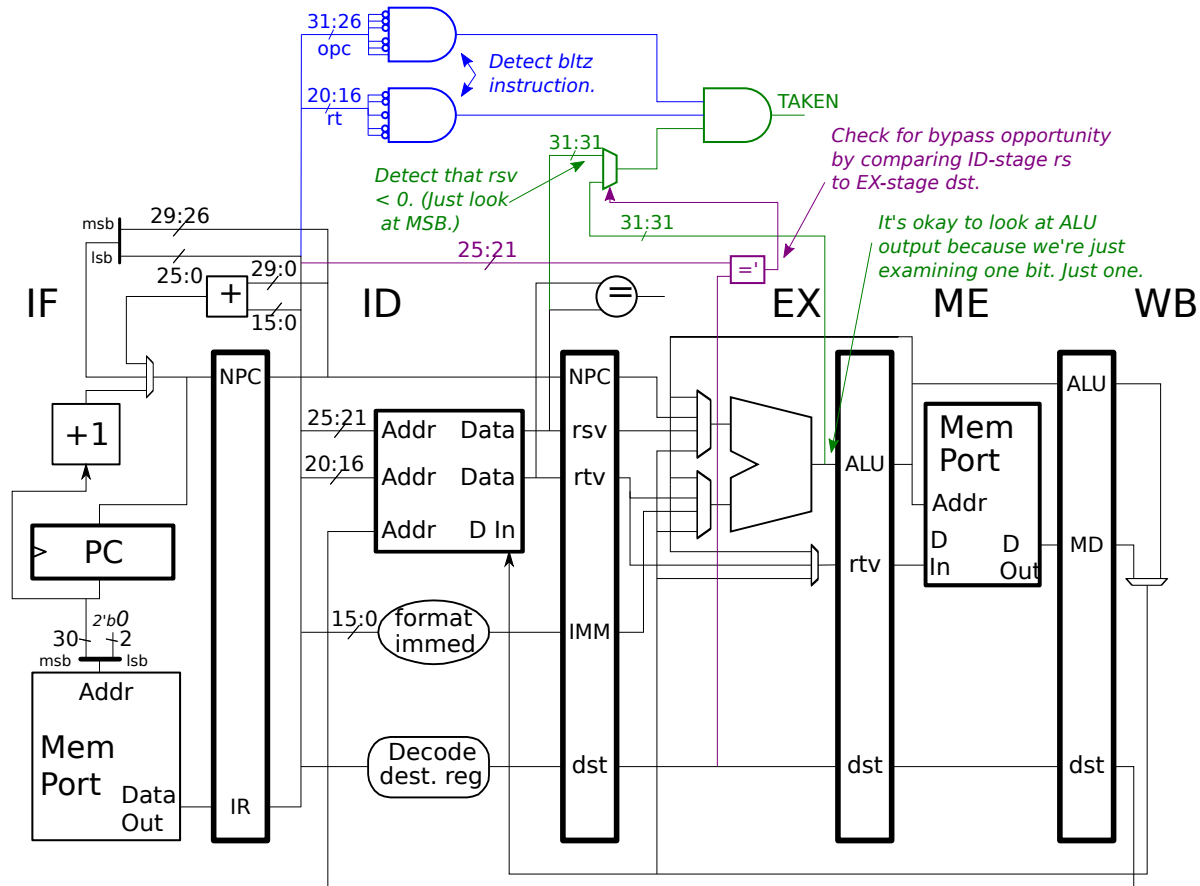 31:26
opc
Detect bltz
instruction.
20:16
rt
TAKEN
Check for bypass opportunity
by comparing ID-stage rs
to EX-stage dst.
31:31
Detect that rsv
< 0. (Just look
at MSB.)
31:31
It's okay to look at ALU
output because we're just
examining one bit. Just one.
msb
29:26
lsb
25:0
25:21
29:0
+
15:0
='
=
IF
ID
EX
ME
WB
NPC
NPC
ALU
+1
25:21
Addr
Data
rsv
20:16
Addr
Data
rtv
ALU
Mem
Port
Addr
Addr
D In
PC
D
In
D
Out
MD
rtv
2'b0
30
2
msb
lsb
15:0
format
immed
IMM
Addr
Mem
Port
Data
Out
IR
Decode
dest. reg
dst
dst
dst